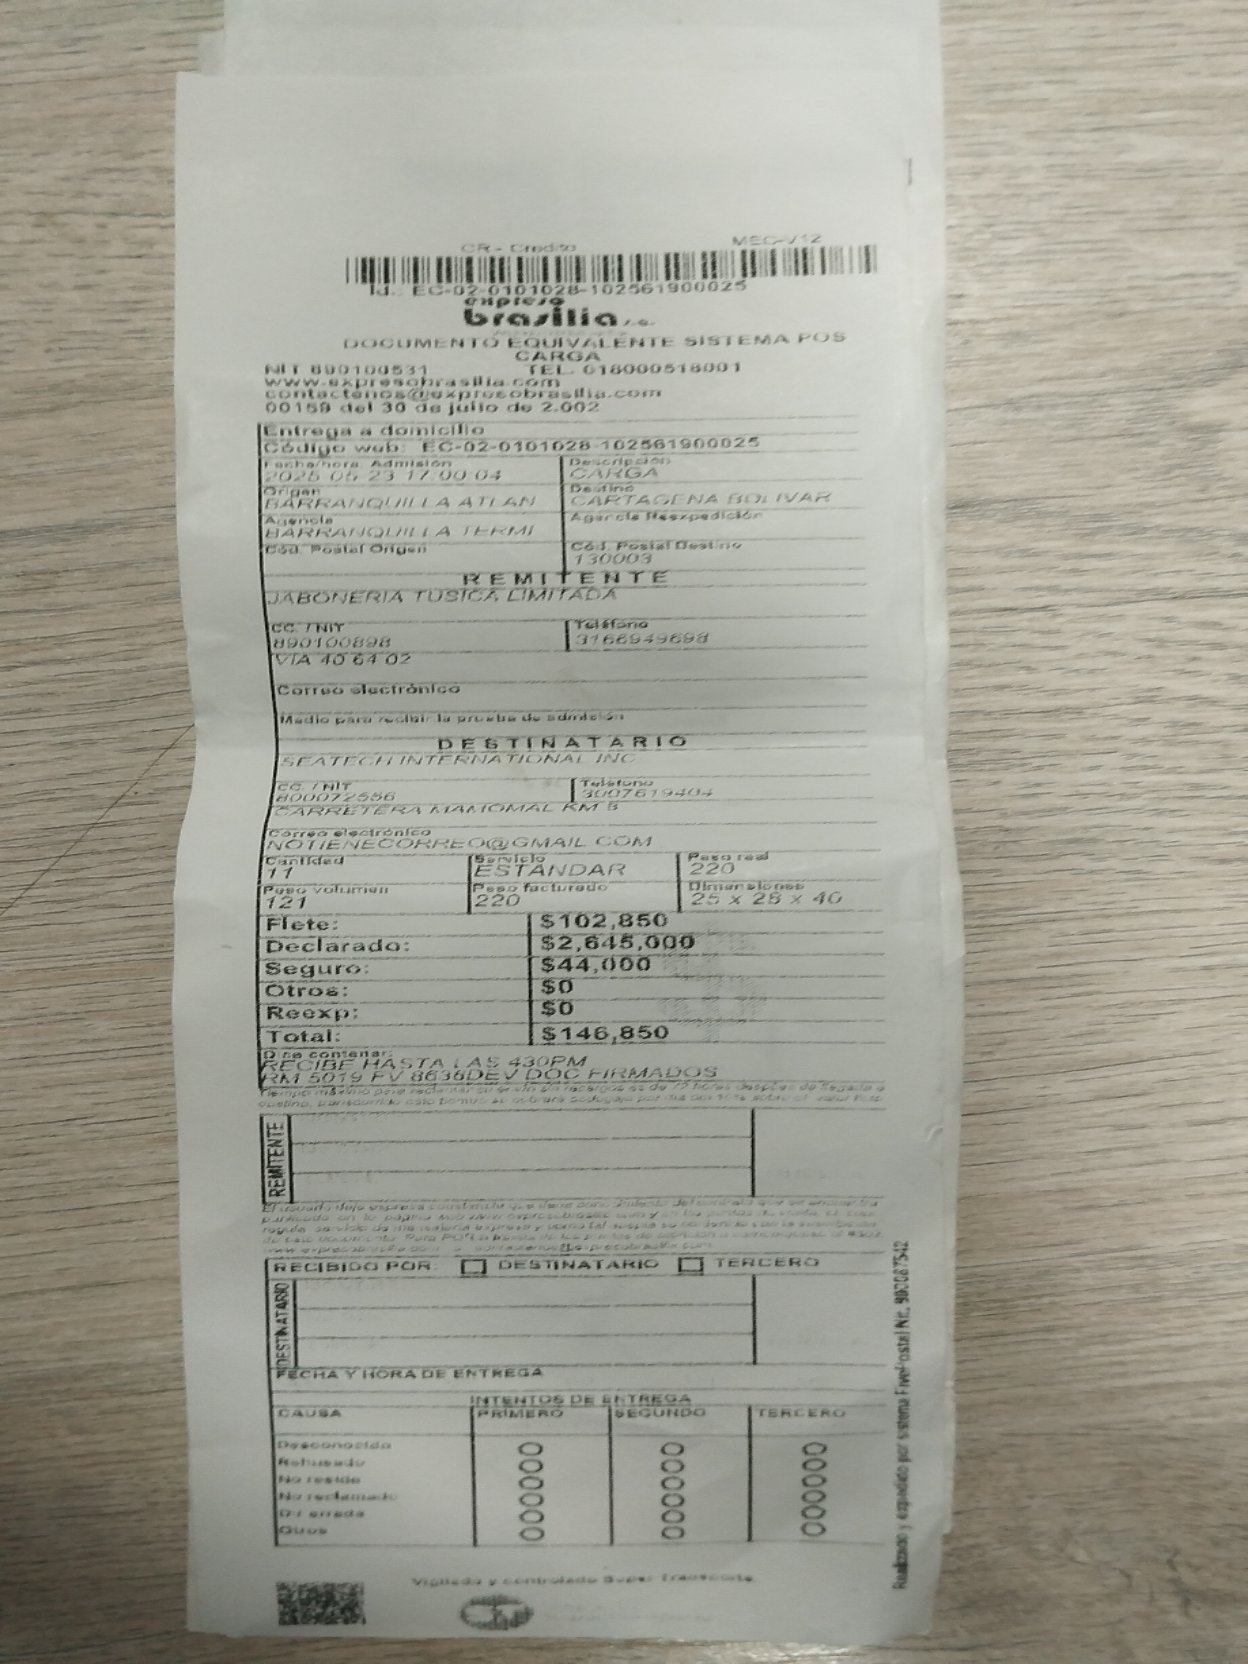 CR - Credito MEC-V12
Id.: EC-02-0101028-102561900025
expreso
brasilia s.a.
DOCUMENTO EQUIVALENTE SISTEMA POS
CARGA
NIT 890100531 TEL. 018000518001
www.expresobrasilia.com
contactenos@expresobrasilia.com
00159 del 30 de julio de 2.002
Entrega a domicilio
Código web: EC-02-0101028-102561900025
Fecha/hora Admisión Descripción
2025 05 23 17 00 04 CARGA
Origen Destino
BARRANQUILLA ATLAN CARTAGENA BOLIVAR
Agencia Agencia Reexpedición
BARRANQUILLA TERMI
Cód. Postal Origen Cód. Postal Destino
130003
REMITENTE
JABONERIA TUSICA LIMITADA
CC. / NIT Teléfono
890100898 3166949698
VIA 40 64 02
Correo electrónico
Medio para recibir la prueba de admisión
DESTINATARIO
SEATECH INTERNATIONAL INC
CC. / NIT Teléfono
800072556 3007619404
CARRETERA MAMOMAL KM 8
Correo electrónico
NOTIENECORREO@GMAIL COM
Cantidad Servicio Peso real
11 ESTANDAR 220
Peso volumen Peso facturado Dimensiones
121 220 25 x 28 x 40
Flete: $102,850
Declarado: $2,645,000
Seguro: $44,000
Otros: $0
Reexp: $0
Total: $146,850
D ce contener:
RECIBE HASTA LAS 430PM
RM 5019 FV 8636DEV DOC FIRMADOS
REMITENTE
RECIBIDO POR: DESTINATARIO TERCERO
DESTINATARIO
FECHA Y HORA DE ENTREGA
INTENTOS DE ENTREGA
CAUSA PRIMERO SEGUNDO TERCERO
Desconocido
Rehusado
No reside
No reclamado
Dir errada
Otros
Vigilado y controlado Super Transporte
Realizado y expedido por sistema FivePostal Nit. 900087542